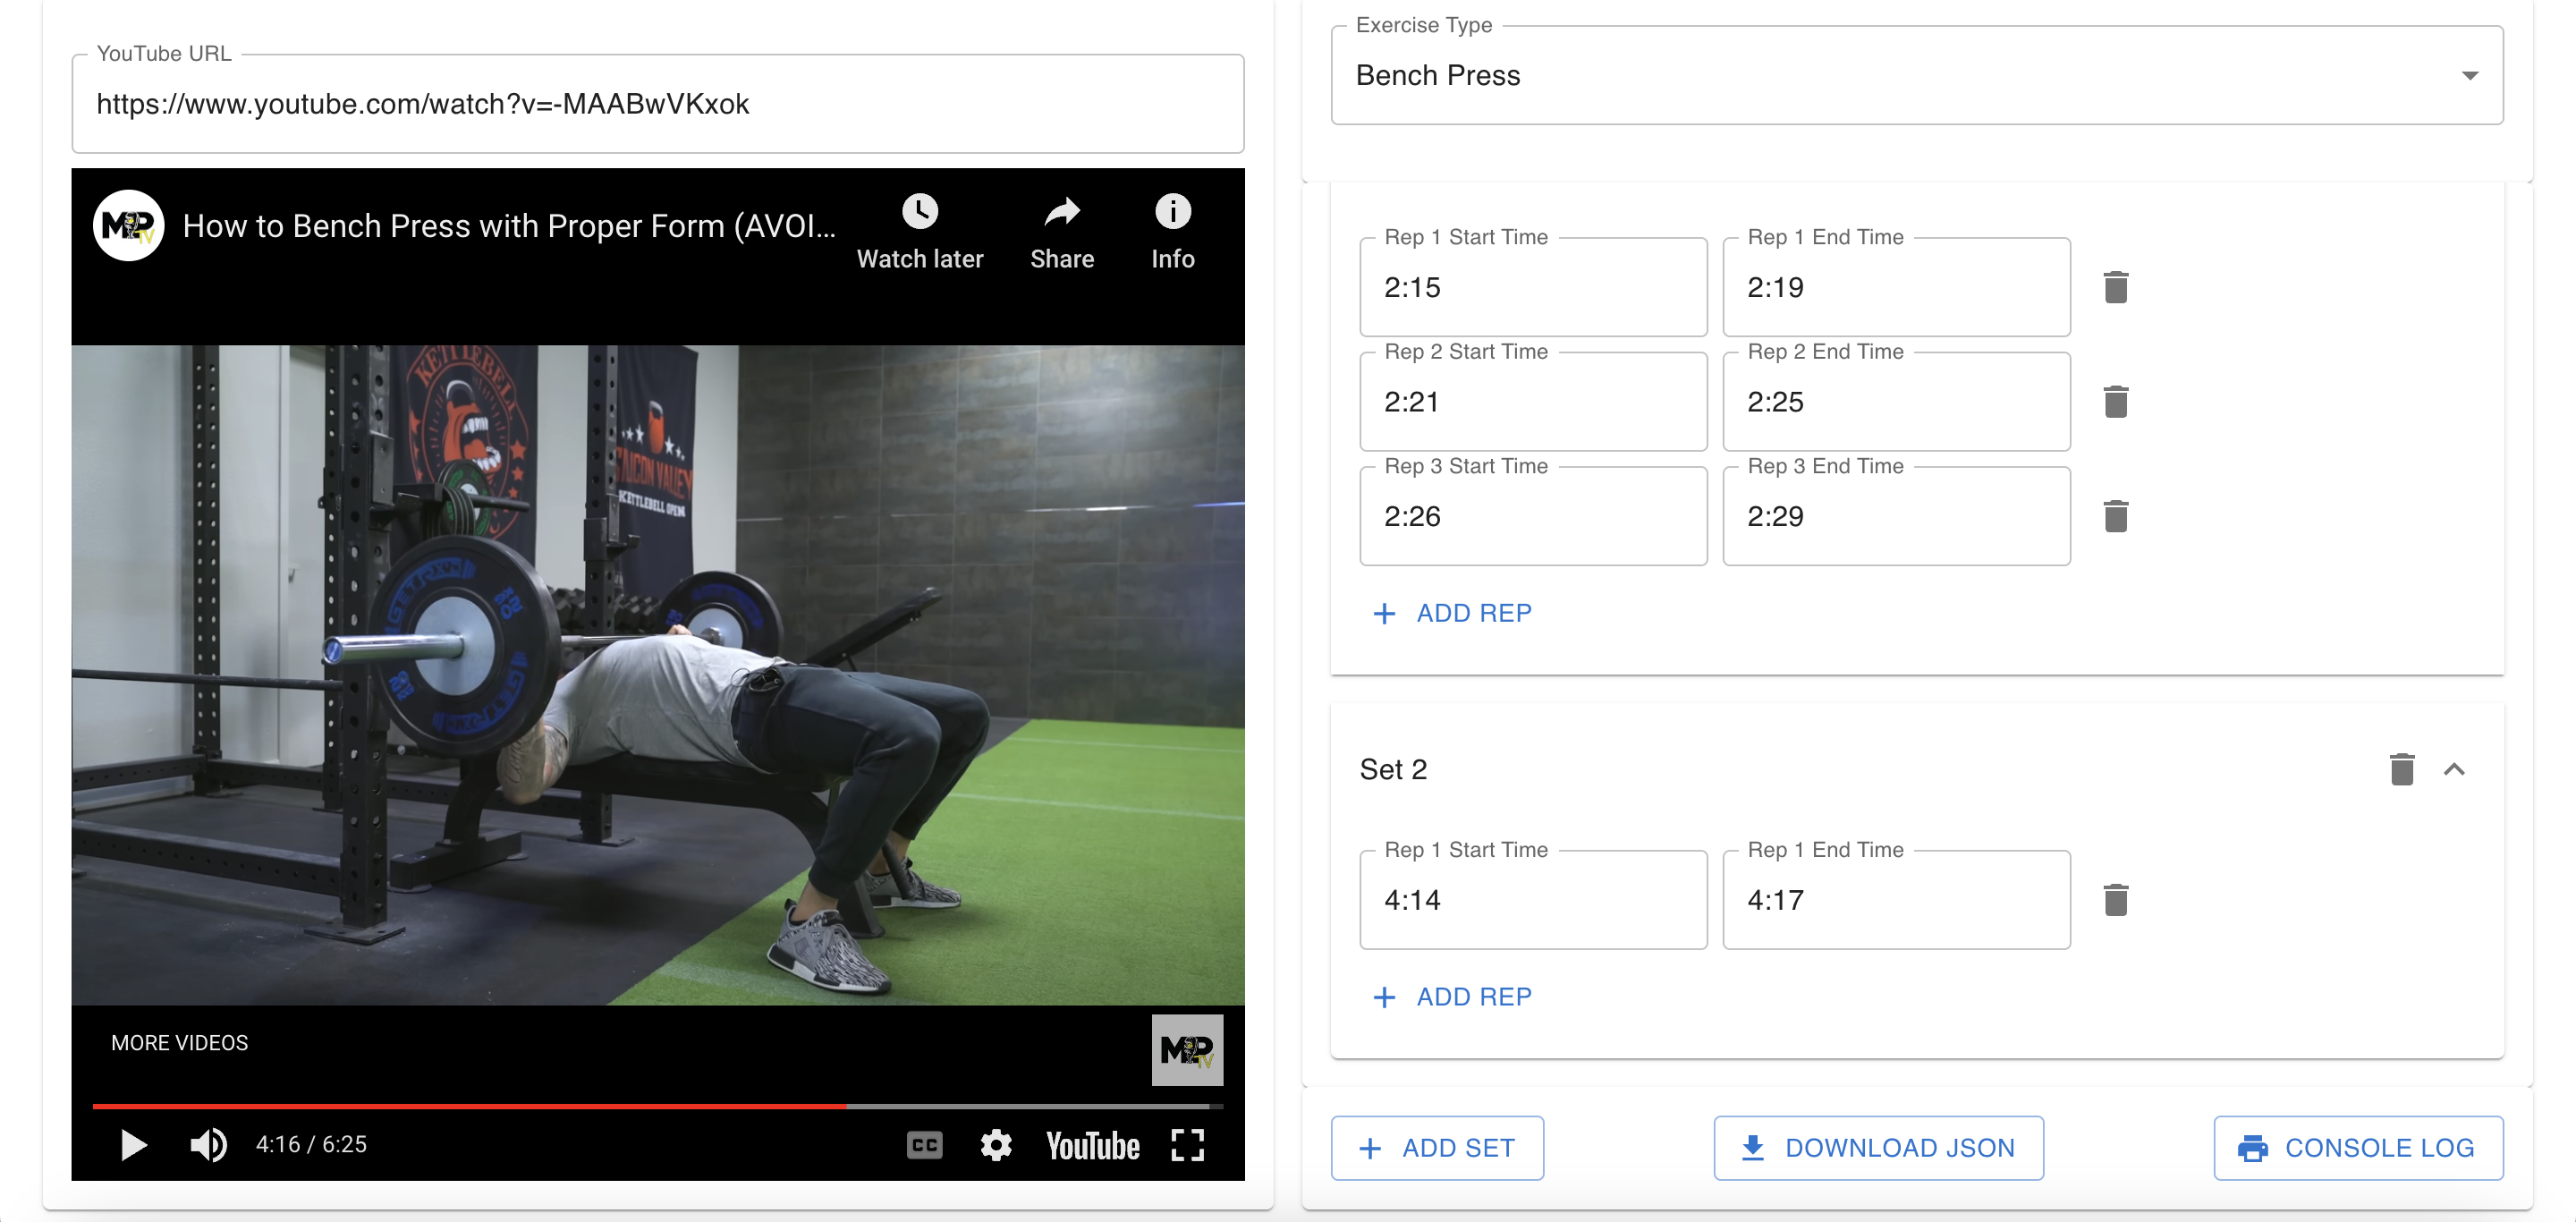 YouTube URL
https://www.youtube.com/watch?v=-MAABwVKxok
MPTV
How to Bench Press with Proper Form (AVOI...
Watch later
Share
Info
KETTLEBELL
SAIGON VALLEY
KETTLEBELL OPEN
MORE VIDEOS
MPTV
4:16 / 6:25
CC
YouTube
Exercise Type
Bench Press
Rep 1 Start Time
2:15
Rep 1 End Time
2:19
Rep 2 Start Time
2:21
Rep 2 End Time
2:25
Rep 3 Start Time
2:26
Rep 3 End Time
2:29
+ ADD REP
Set 2
Rep 1 Start Time
4:14
Rep 1 End Time
4:17
+ ADD REP
+ ADD SET
DOWNLOAD JSON
CONSOLE LOG